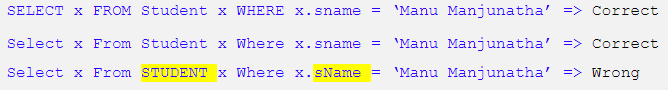 SELECT x FROM Student x WHERE x.sname = ‘Manu Manjunatha’ => Correct
Select x From Student x Where x.sname = ‘Manu Manjunatha’ => Correct
Select x From STUDENT x Where x.sName = ‘Manu Manjunatha’ => Wrong